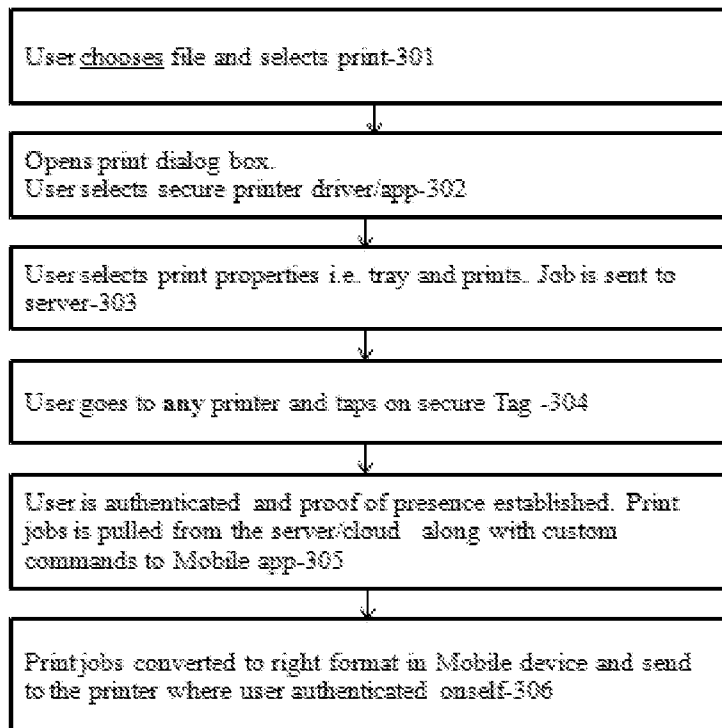 User chooses file and selects print-301
Opens print dialog box.
User selects secure printer driver/app-302
User selects print properties i.e. tray and prints. Job is sent to
server-303
User goes to any printer and taps on secure Tag -304
User is authenticated and proof of presence established. Print
jobs is pulled from the server/cloud along with custom
commands to Mobile app-305
Print jobs converted to right format in Mobile device and send
to the printer where user authenticated onself-306